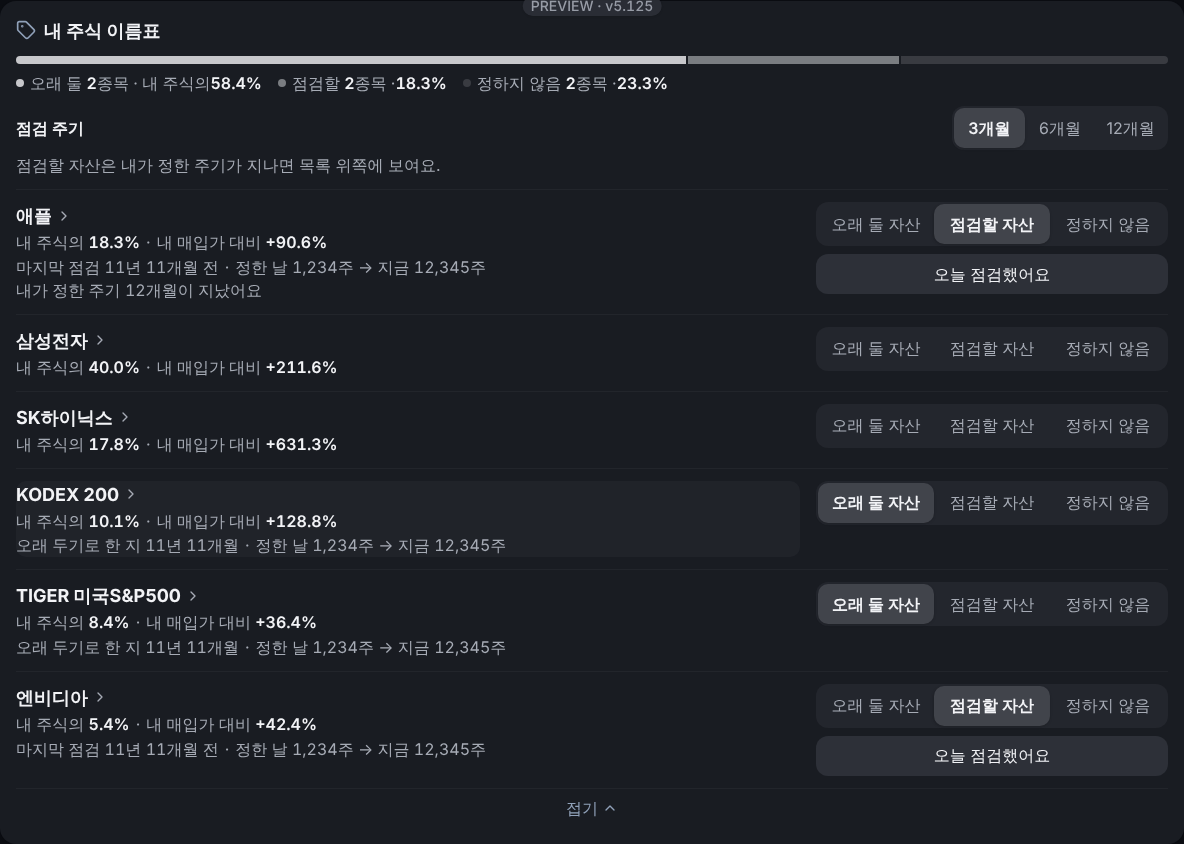 PREVIEW · v5.125
내 주식 이름표
오래 둘 2종목 · 내 주식의58.4% 점검할 2종목 ·18.3% 정하지 않음 2종목 ·23.3%
점검 주기 3개월 6개월 12개월
점검할 자산은 내가 정한 주기가 지나면 목록 위쪽에 보여요.
애플 >
오래 둘 자산 점검할 자산 정하지 않음
내 주식의 18.3% · 내 매입가 대비 +90.6%
마지막 점검 11년 11개월 전 · 정한 날 1,234주 → 지금 12,345주
오늘 점검했어요
내가 정한 주기 12개월이 지났어요
삼성전자 >
오래 둘 자산 점검할 자산 정하지 않음
내 주식의 40.0% · 내 매입가 대비 +211.6%
SK하이닉스 >
오래 둘 자산 점검할 자산 정하지 않음
내 주식의 17.8% · 내 매입가 대비 +631.3%
KODEX 200 >
오래 둘 자산 점검할 자산 정하지 않음
내 주식의 10.1% · 내 매입가 대비 +128.8%
오래 두기로 한 지 11년 11개월 · 정한 날 1,234주 → 지금 12,345주
TIGER 미국S&P500 >
오래 둘 자산 점검할 자산 정하지 않음
내 주식의 8.4% · 내 매입가 대비 +36.4%
오래 두기로 한 지 11년 11개월 · 정한 날 1,234주 → 지금 12,345주
엔비디아 >
오래 둘 자산 점검할 자산 정하지 않음
내 주식의 5.4% · 내 매입가 대비 +42.4%
마지막 점검 11년 11개월 전 · 정한 날 1,234주 → 지금 12,345주
오늘 점검했어요
접기